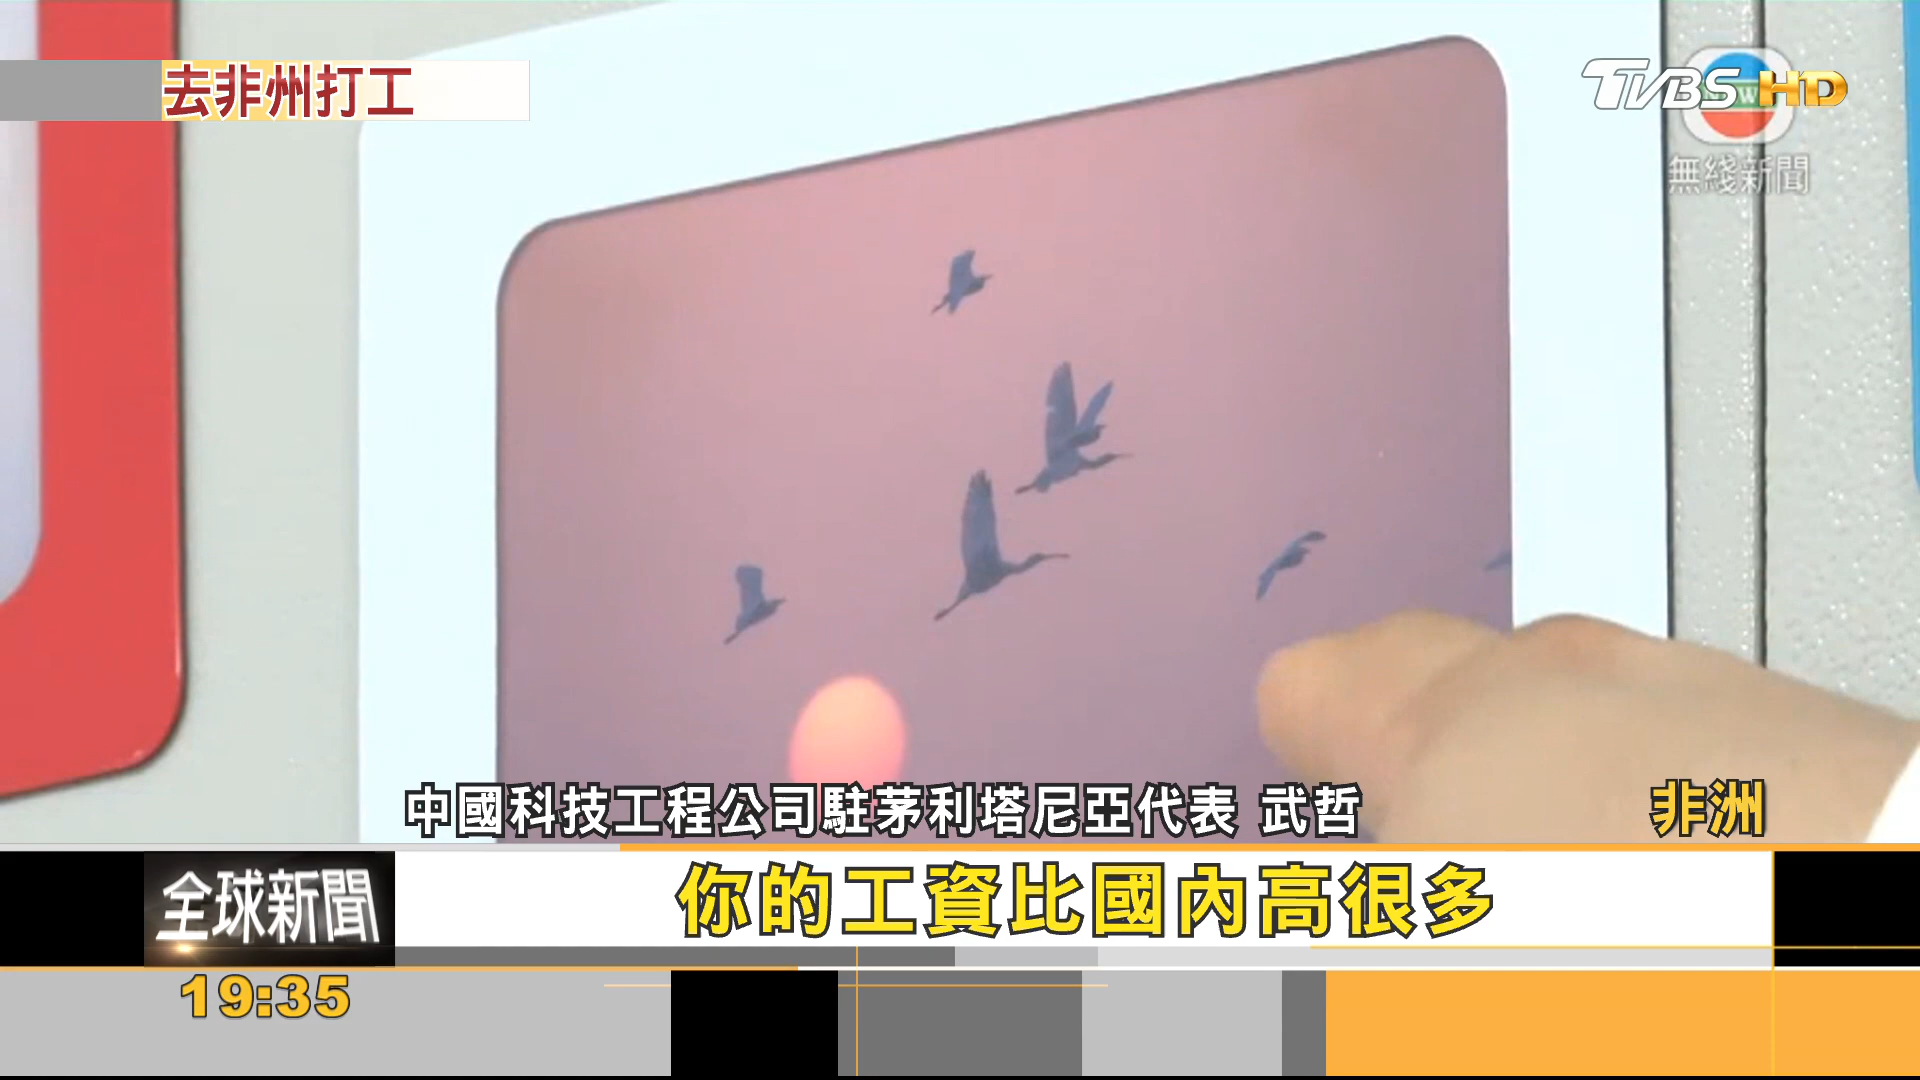 去非州打工
TVBS HD
無綫新聞
中國科技工程公司駐茅利塔尼亞代表 武哲
非洲
全球新聞
你的工資比國內高很多
19:35